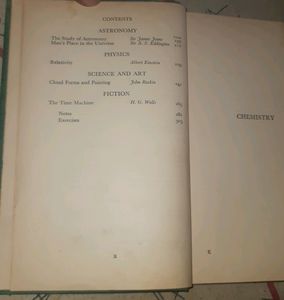 CONTENTS
ASTRONOMY
The Study of Astronomy Sir James Jeans
Man's Place in the Universe Sir A. S. Eddington
PHYSICS
Relativity Albert Einstein
SCIENCE AND ART
Cloud Forms and Painting John Ruskin
FICTION
The Time Machine H. G. Wells
Notes
Exercises
x
CHEMISTRY